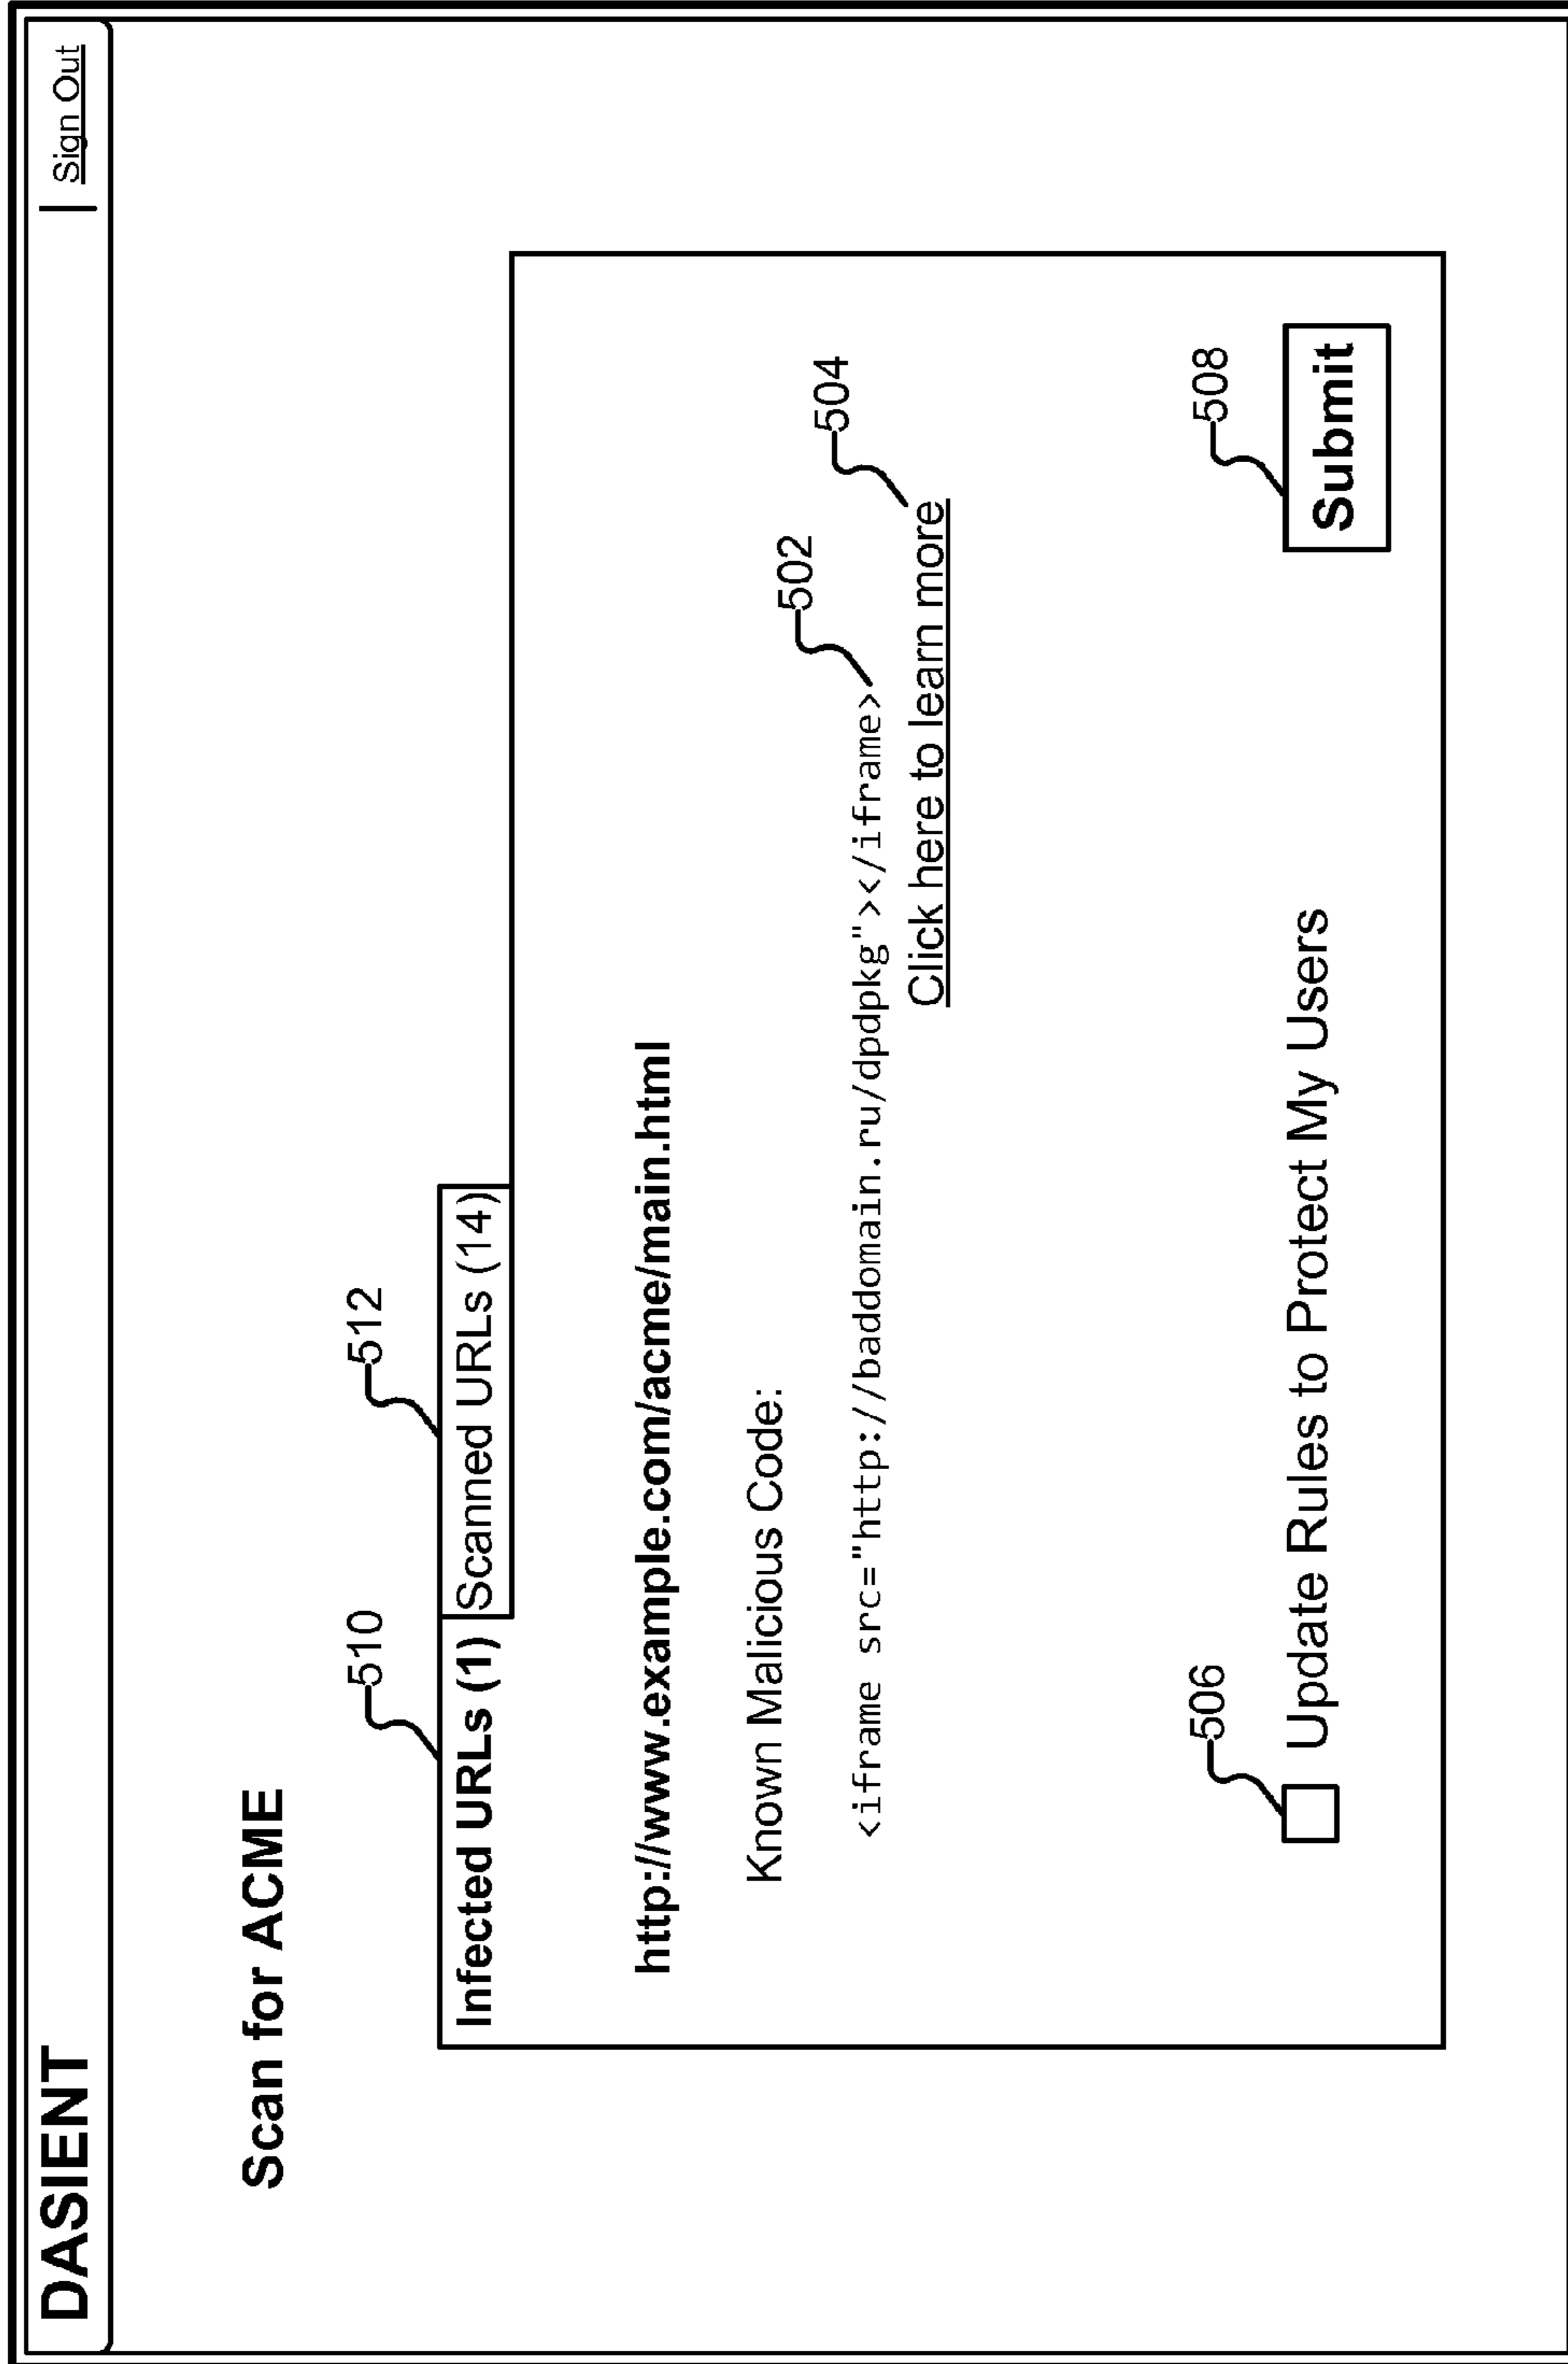 DASIENT
| Sign Out
Scan for ACME
510
512
Infected URLs (1) Scanned URLs (14)
http://www.example.com/acme/main.html
Known Malicious Code:
502
<iframe src="http://baddomain.ru/dpdpkg"></iframe>
504
Click here to learn more
506
508
Update Rules to Protect My Users
Submit